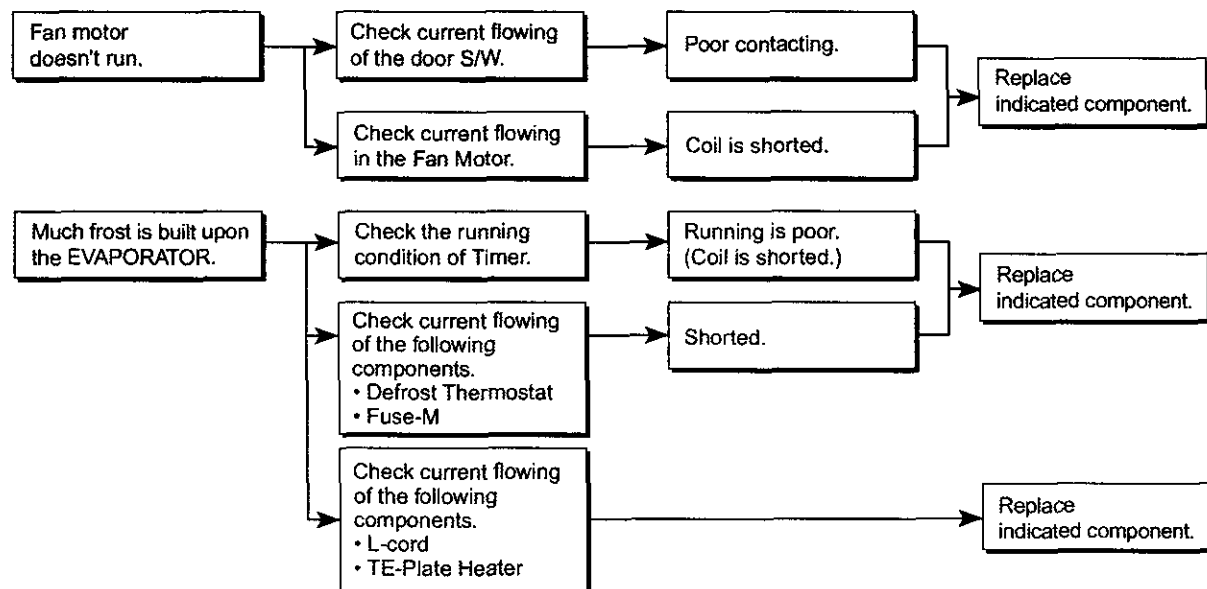 Fan motor
doesn't run.
Check current flowing
of the door S/W.
Poor contacting.
Replace
indicated component.
Check current flowing
in the Fan Motor.
Coil is shorted.
Much frost is built upon
the EVAPORATOR.
Check the running
condition of Timer.
Running is poor.
(Coil is shorted.)
Replace
indicated component.
Check current flowing
of the following
components.
• Defrost Thermostat
• Fuse-M
Shorted.
Check current flowing
of the following
components.
• L-cord
• TE-Plate Heater
Replace
indicated component.